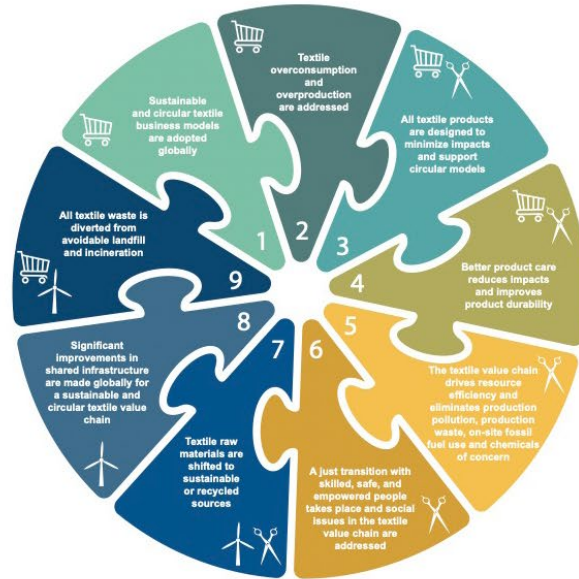 Sustainable
and circular textile
business models
are adopted
globally
1
Textile
overconsumption
and
overproduction
are addressed
2
All textile products
are designed to
minimize impacts
and support
circular models
3
Better product care
reduces impacts
and improves
product durability
4
The textile value chain
drives resource
efficiency and
eliminates production
pollution, production
waste, on-site fossil
fuel use and chemicals
of concern
5
A just transition with
skilled, safe, and
empowered people
takes place and social
issues in the textile
value chain are
addressed
6
Textile raw
materials are
shifted to
sustainable
or recycled
sources
7
Significant
improvements in
shared infrastructure
are made globally for
a sustainable and
circular textile value
chain
8
All textile waste is
diverted from
avoidable landfill
and incineration
9